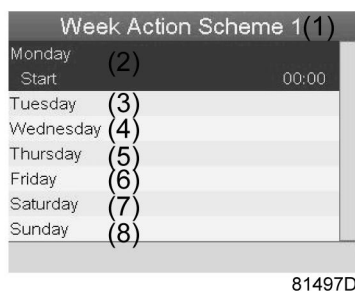 Week Action Scheme 1(1)
Monday (2)
Start 00:00
Tuesday (3)
Wednesday (4)
Thursday (5)
Friday (6)
Saturday (7)
Sunday (8)
81497D